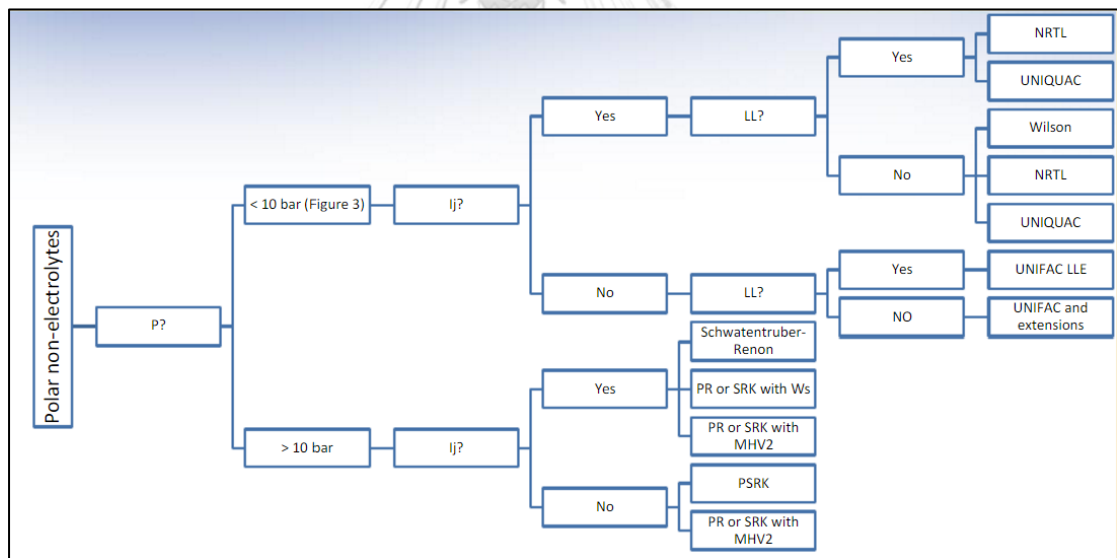 Polar non-electrolytes
P?
< 10 bar (Figure 3)
Ij?
Yes
LL?
Yes
NRTL
UNIQUAC
No
Wilson
NRTL
UNIQUAC
No
LL?
Yes
UNIFAC LLE
NO
UNIFAC and
extensions
> 10 bar
Ij?
Yes
Schwatentruber-
Renon
PR or SRK with Ws
PR or SRK with
MHV2
No
PSRK
PR or SRK with
MHV2